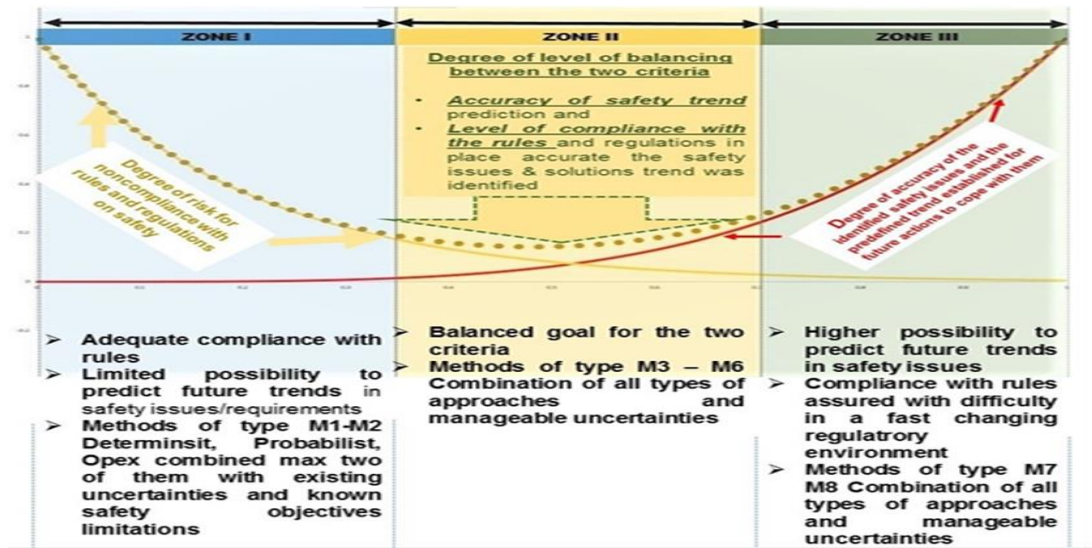 ZONE I
ZONE II
ZONE III
Degree of level of balancing
between the two criteria
• Accuracy of safety trend
prediction and
• Level of compliance with
the rules and regulations in
place accurate the safety
issues & solutions trend was
identified
Degree of risk for
noncompliance with
rules and regulations
on safety
Degree of accuracy of the
identified safety issues and the
predefined trend established for
future actions to cope with them
➢ Adequate compliance with
rules
➢ Limited possibility to
predict future trends in
safety issues/requirements
➢ Methods of type M1-M2
Determinsit, Probabilist,
Opex combined max two
of them with existing
uncertainties and known
safety objectives
limitations
➢ Balanced goal for the two
criteria
➢ Methods of type M3 – M6
Combination of all types of
approaches and
manageable uncertainties
➢ Higher possibility to
predict future trends
in safety issues
➢ Compliance with rules
assured with difficulty
in a fast changing
regulatrory
environment
➢ Methods of type M7
M8 Combination of all
types of approaches
and manageable
uncertainties